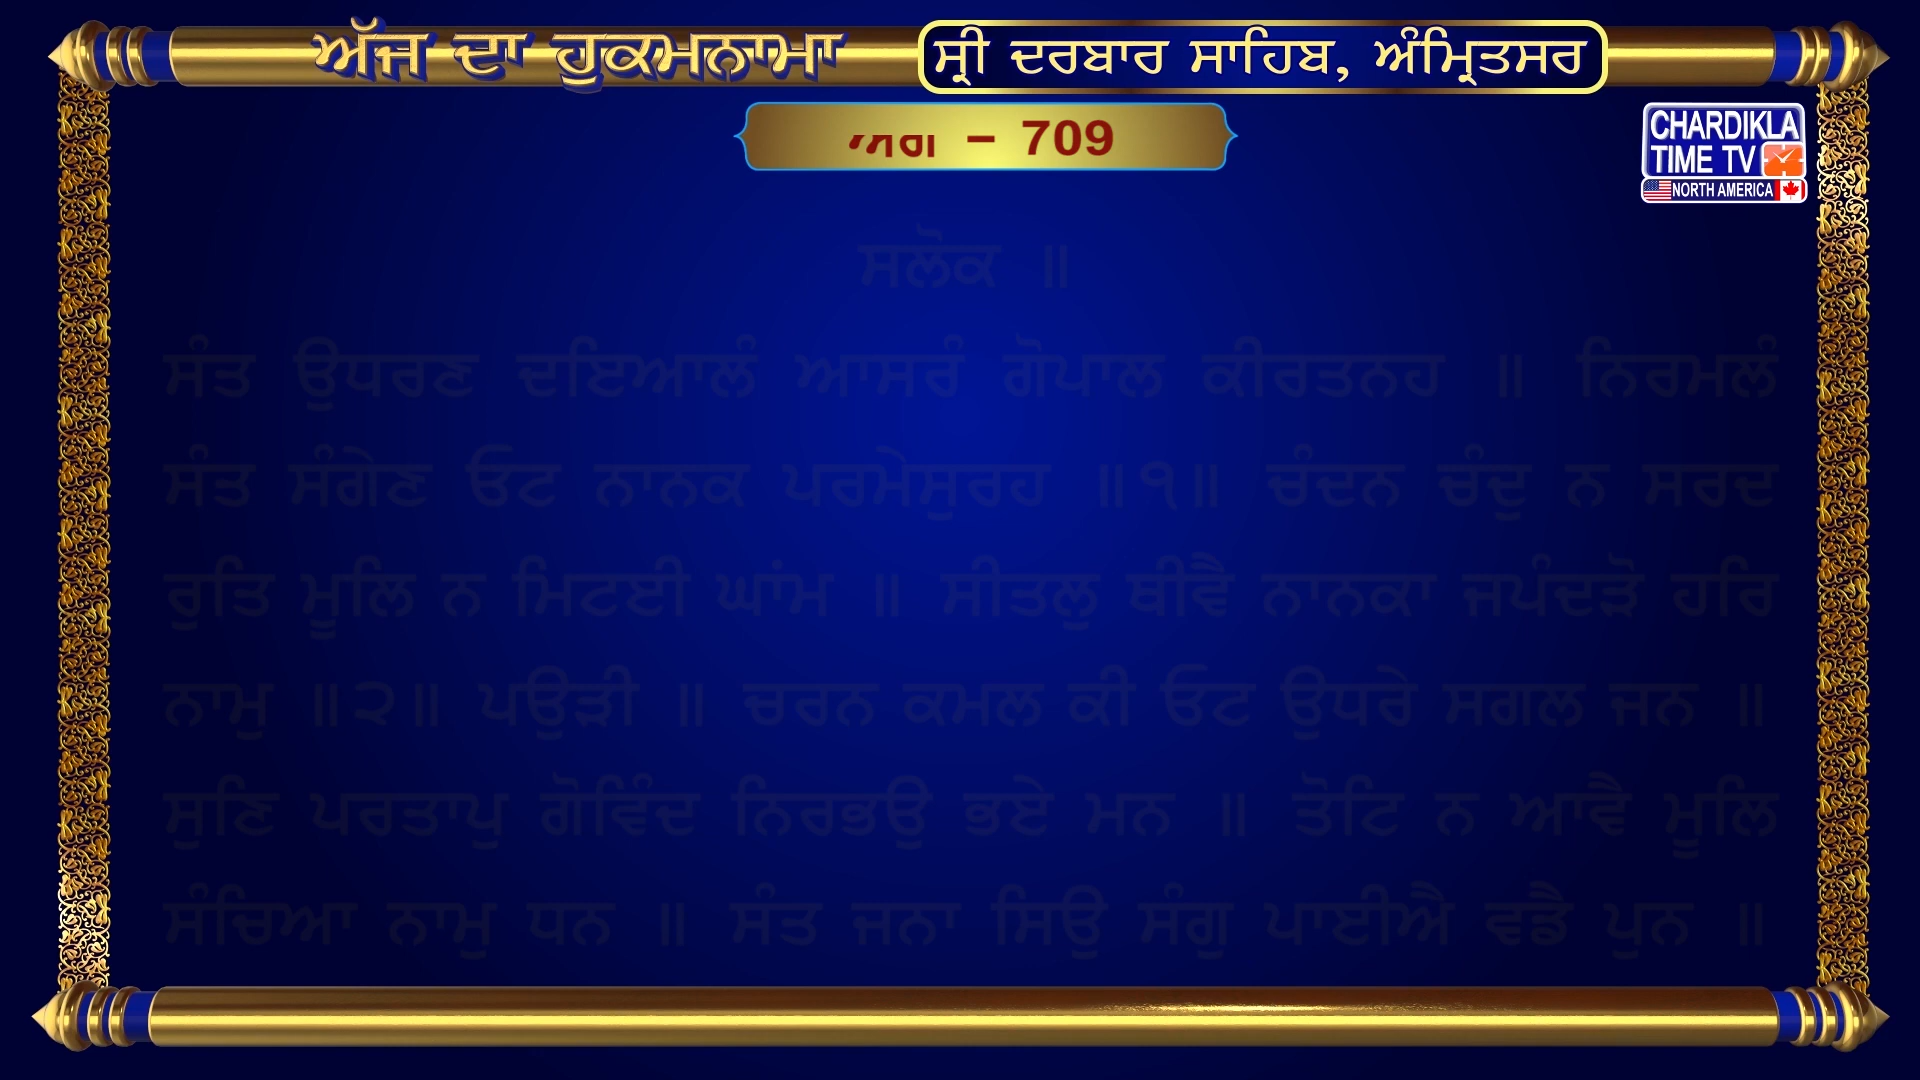 ਅੱਜ ਦਾ ਹੁਕਮਨਾਮਾ ਸ੍ਰੀ ਦਰਬਾਰ ਸਾਹਿਬ, ਅੰਮ੍ਰਿਤਸਰ
ਅੰਗ - 709
CHARDIKLA
TIME TV
NORTH AMERICA
ਸਲੋਕ ॥
ਸੰਤ ਉਧਰਣ ਦਇਆਲੰ ਆਸਰੰ ਗੋਪਾਲ ਕੀਰਤਨਹ ॥ ਨਿਰਮਲੰ
ਸੰਤ ਸੰਗੇਣ ਓਟ ਨਾਨਕ ਪਰਮੇਸੁਰਹ ॥੧॥ ਚੰਦਨ ਚੰਦੁ ਨ ਸਰਦ
ਰੁਤਿ ਮੂਲਿ ਨ ਮਿਟਈ ਘਾਂਮ ॥ ਸੀਤਲੁ ਥੀਵੈ ਨਾਨਕਾ ਜਪੰਦੜੋ ਹਰਿ
ਨਾਮੁ ॥੨॥ ਪਉੜੀ ॥ ਚਰਨ ਕਮਲ ਕੀ ਓਟ ਉਧਰੇ ਸਗਲ ਜਨ ॥
ਸੁਣਿ ਪਰਤਾਪੁ ਗੋਵਿੰਦ ਨਿਰਭਉ ਭਏ ਮਨ ॥ ਤੋਟਿ ਨ ਆਵੈ ਮੂਲਿ
ਸੰਚਿਆ ਨਾਮੁ ਧਨ ॥ ਸੰਤ ਜਨਾ ਸਿਉ ਸੰਗੁ ਪਾਈਐ ਵਡੈ ਪੁਨ ॥